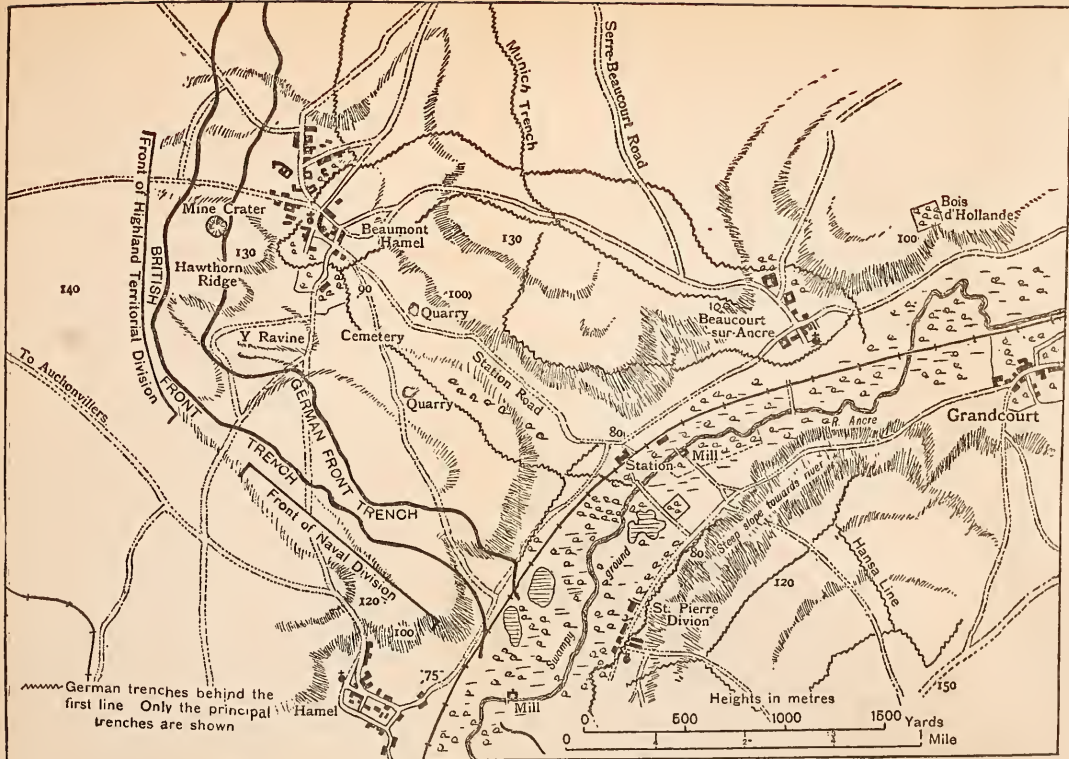 Serre-Beaucourt Road
Munich Trench
Front of Highland Territorial Division
BRITISH
FRONT
TRENCH
Mine Crater
130
Hawthorn
Ridge
140
Beaumont
Hamel
90
130
100
Quarry
Bois
d'Hollande
100
100
Beaucourt
sur-Ancre
Y Ravine
Cemetery
To Auchonvillers
GERMAN FRONT
TRENCH
Quarry
Station Road
80
Station
Mill
R. Ancre
Grandcourt
Front of Naval Division
Steep slope towards river
80
Hansa
Line
120
120
100
Swampy ground
St. Pierre
Divion
75
150
German trenches behind the
first line Only the principal
trenches are shown
Hamel
Mill
Heights in metres
0 500 1000 1500 Yards
0 Mile